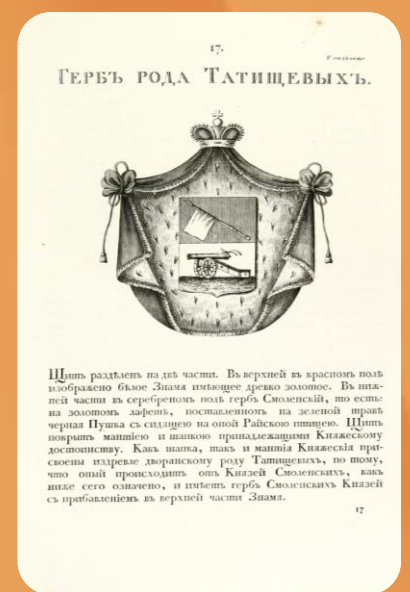 17.
ГЕРБЪ РОДА ТАТИЩЕВЫХЪ.
Щитъ раздѣленъ на двѣ части. Въ верхней въ красномъ полѣ
изображено бѣлое Знамя имѣющее древко золотое. Въ ниж-
ней части въ серебреномъ полѣ гербъ Смоленскій, то есть:
на золотомъ лафетѣ, поставленномъ на зеленой травѣ
черная Пушка съ сидящею на оной Райскою птицею. Щитъ
покрытъ мантіею и шапкою принадлежащими Княжескому
достоинству. Какъ шапка, такъ и мантія Княжескія при-
своены издревле дворянскому роду Татищевыхъ, по тому,
что оный происходитъ отъ Князей Смоленскихъ, какъ
ниже сего означено, и имѣетъ гербъ Смоленскихъ Князей
съ прибавленіемъ въ верхней части Знамя.
17